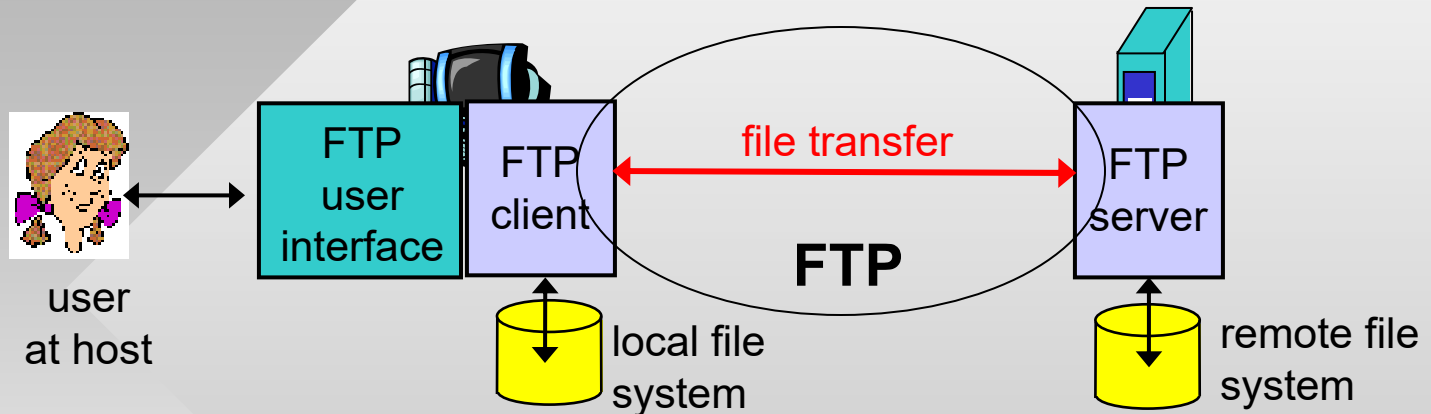 FTP
user
interface
FTP
client
file transfer
FTP
FTP
server
user
at host
local file
system
remote file
system